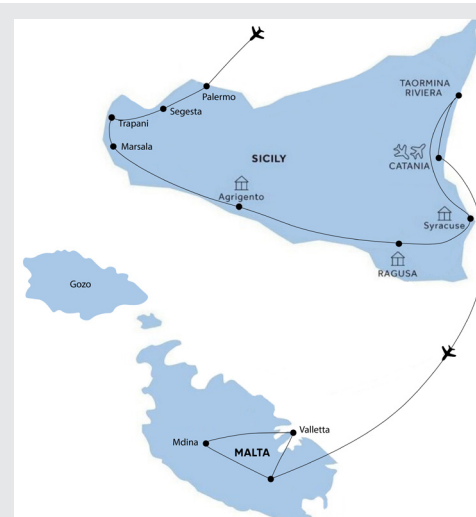 TAORMINA
RIVIERA
Palermo
Segesta
Trapani
Marsala
SICILY
CATANIA
Agrigento
Syracuse
RAGUSA
Gozo
Valletta
Mdina
MALTA